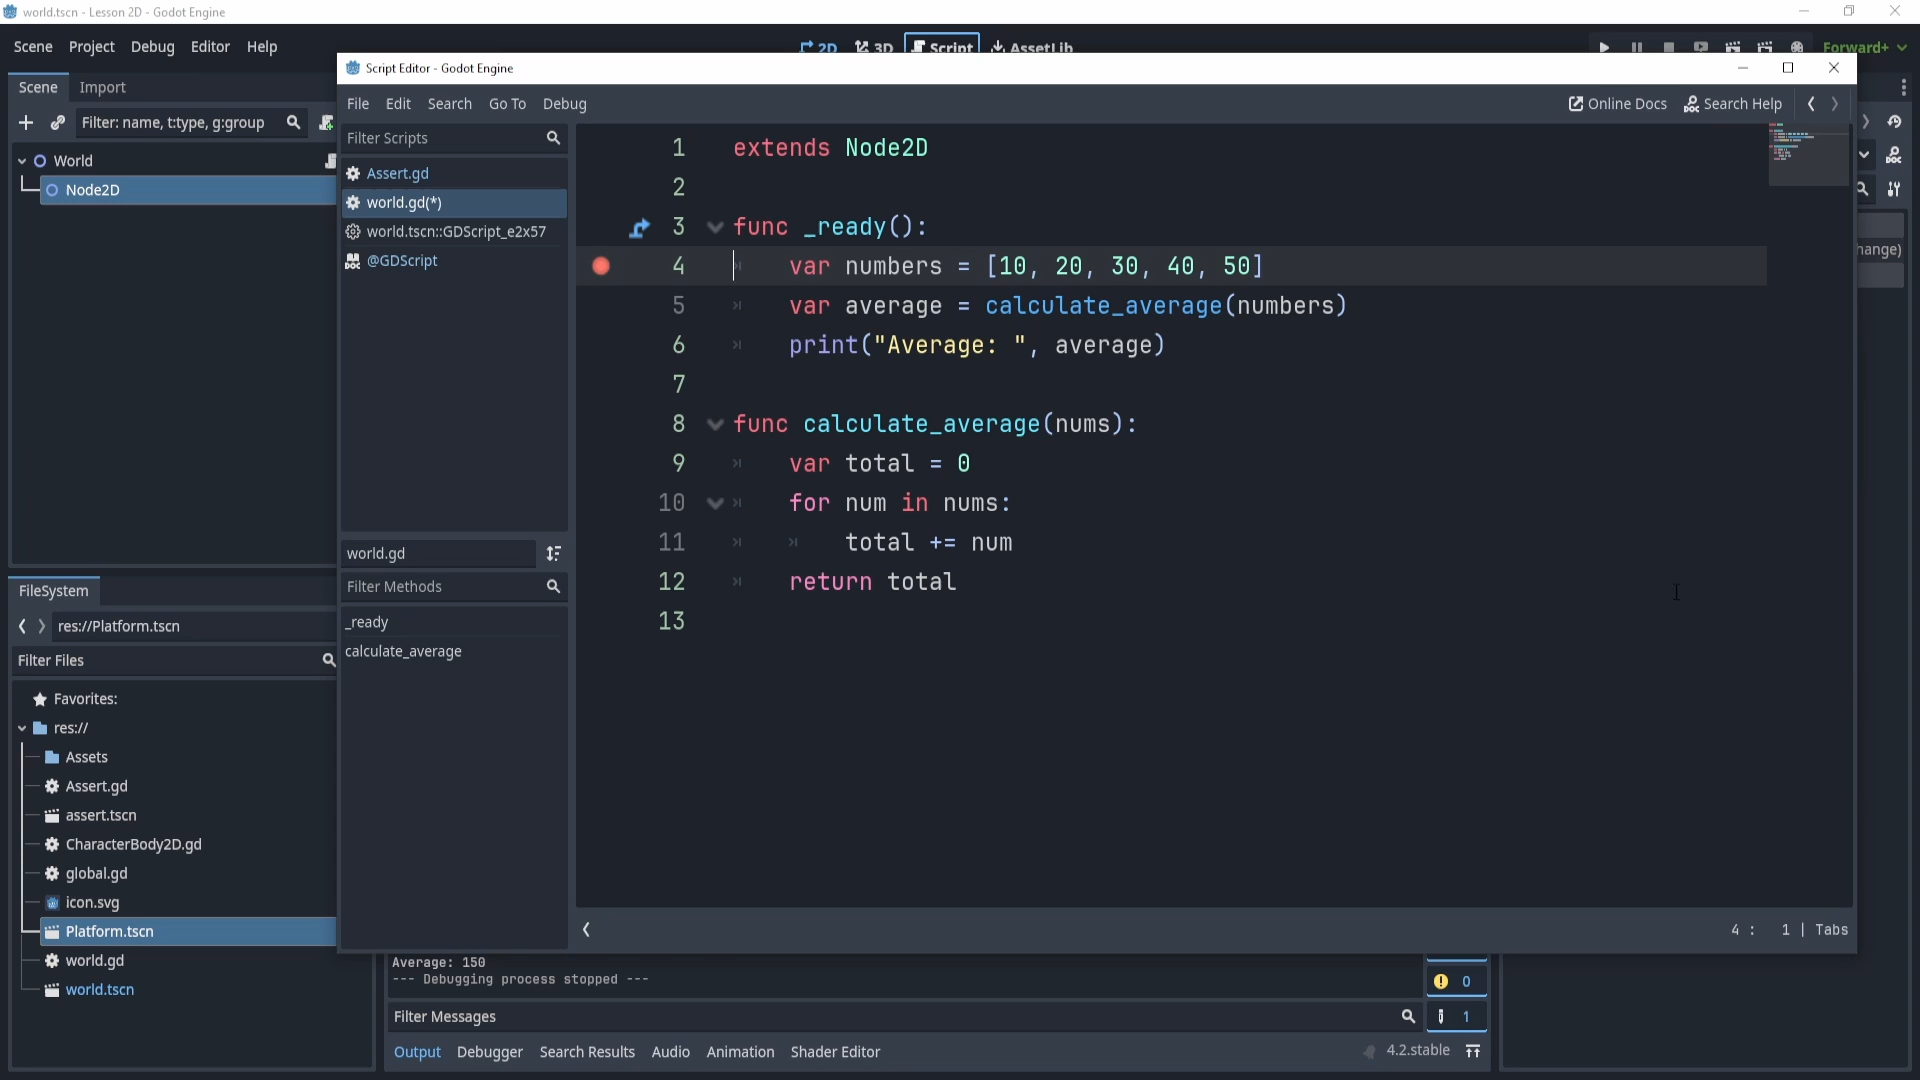 world.tscn - Lesson 2D - Godot Engine
Scene Project Debug Editor Help
2D 3D Script AssetLib
Forward+
Scene Import
Filter: name, t:type, g:group
World
Node2D
Script Editor - Godot Engine
File Edit Search Go To Debug
Online Docs Search Help
Filter Scripts
Assert.gd
world.gd(*)
world.tscn::GDScript_e2x57
@GDScript
world.gd
Filter Methods
_ready
calculate_average
1 extends Node2D
2
3 func _ready():
4 var numbers = [10, 20, 30, 40, 50]
5 var average = calculate_average(numbers)
6 print("Average: ", average)
7
8 func calculate_average(nums):
9 var total = 0
10 for num in nums:
11 total += num
12 return total
13
4 : 1 | Tabs
hange)
FileSystem
res://Platform.tscn
Filter Files
Favorites:
res://
Assets
Assert.gd
assert.tscn
CharacterBody2D.gd
global.gd
icon.svg
Platform.tscn
world.gd
world.tscn
Average: 150
--- Debugging process stopped ---
0
Filter Messages
1
Output Debugger Search Results Audio Animation Shader Editor
4.2.stable